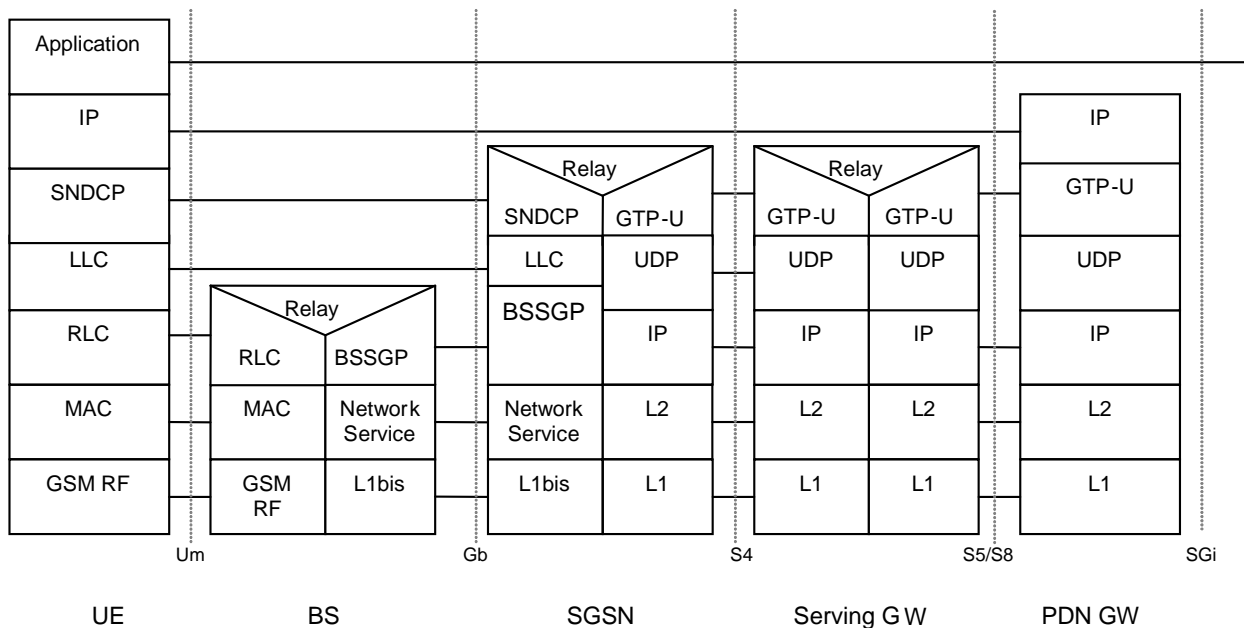 Application
IP
IP
Relay
Relay
SNDCP
GTP-U
SNDCP
GTP-U
GTP-U
GTP-U
LLC
LLC
UDP
UDP
UDP
UDP
Relay
BSSGP
RLC
IP
IP
IP
IP
RLC
BSSGP
MAC
MAC
Network
Service
Network
Service
L2
L2
L2
L2
GSM RF
GSM
RF
L1bis
L1bis
L1
L1
L1
L1
Um
Gb
S4
S5/S8
SGi
UE
BS
SGSN
Serving GW
PDN GW